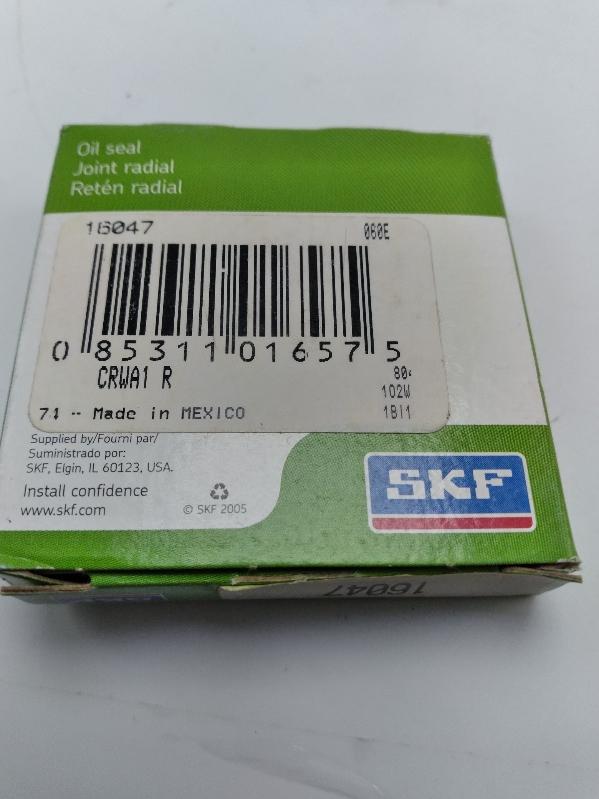 Oil seal
Joint radial
Retén radial
16047 060E
0 85311 01657 5
CRWA1 R 80
102W
74 -- Made in MEXICO 1811
Supplied by/Fourni par/
Suministrado por:
SKF, Elgin, IL 60123, USA.
Install confidence
www.skf.com © SKF 2005
SKF
16047